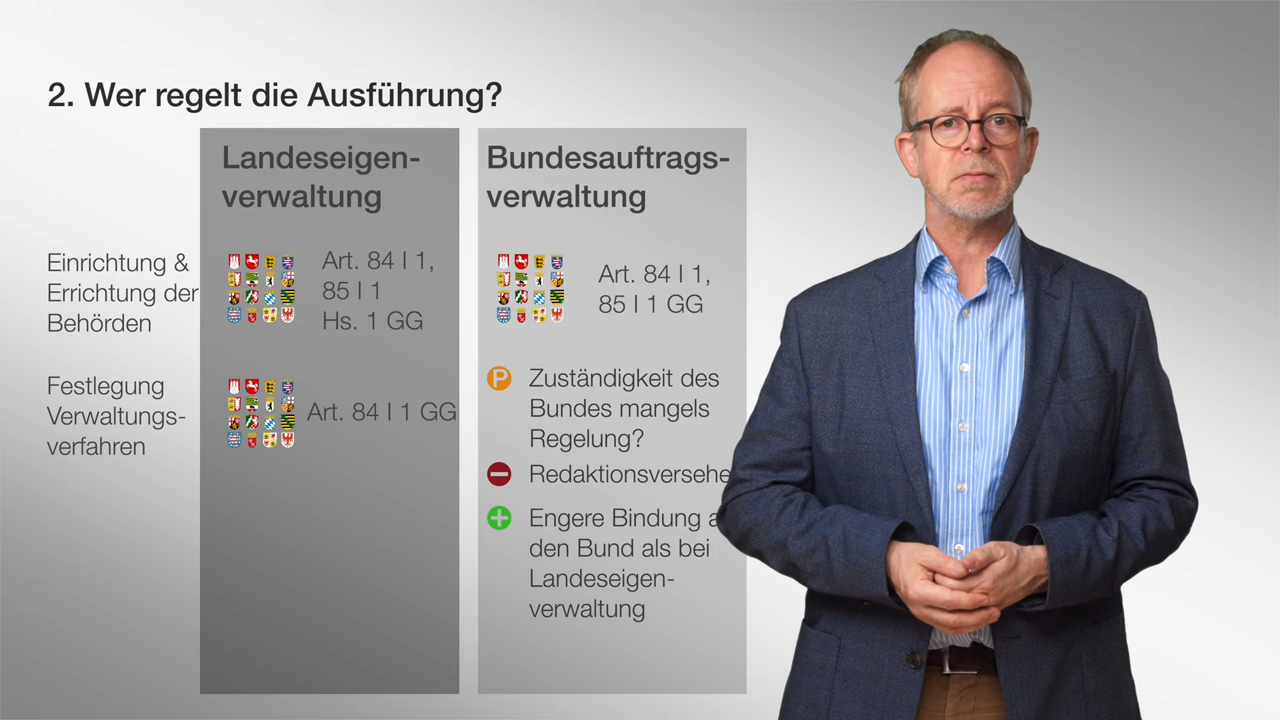 2. Wer regelt die Ausführung?
Landeseigen-
verwaltung
Bundesauftrags-
verwaltung
Einrichtung &
Errichtung der
Behörden
Art. 84 I 1,
85 I 1
Hs. 1 GG
Art. 84 I 1,
85 I 1 GG
Festlegung
Verwaltungs-
verfahren
Art. 84 I 1 GG
P
Zuständigkeit des
Bundes mangels
Regelung?
Redaktionsversehe
Engere Bindung a
den Bund als bei
Landeseigen-
verwaltung